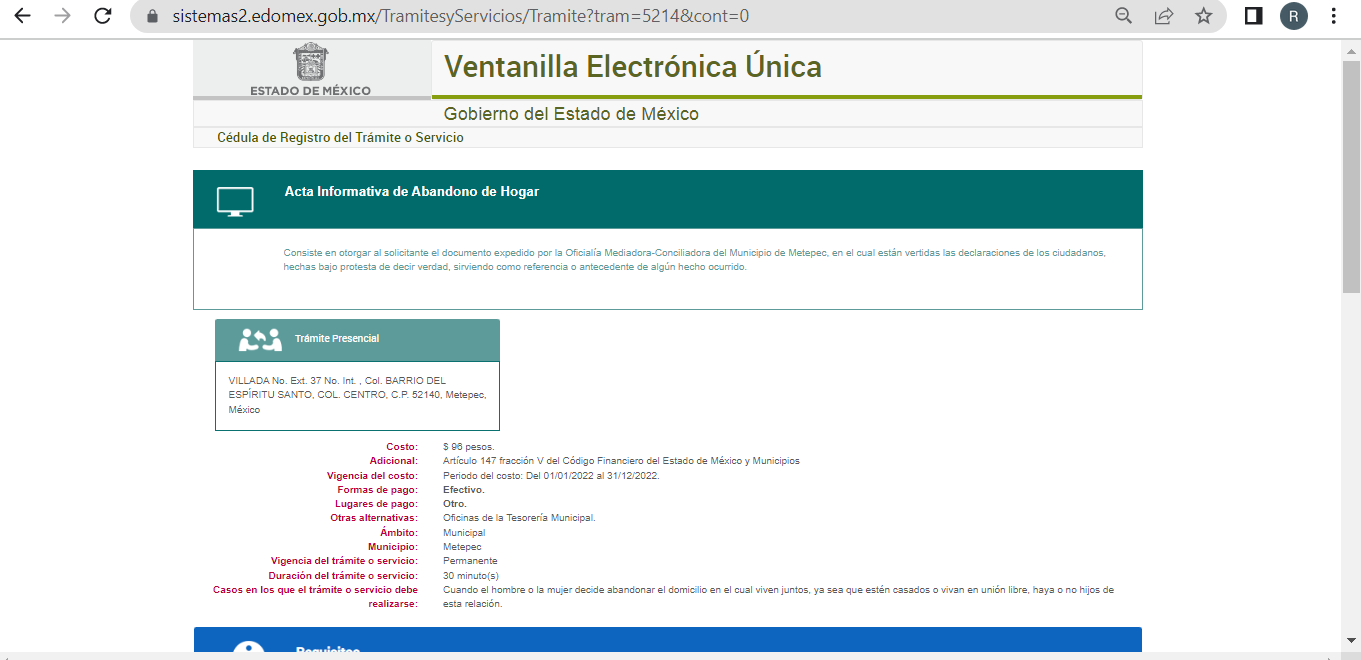 sistemas2.edomex.gob.mx/TramitesyServicios/Tramite?tram=5214&cont=0
R
ESTADO DE MÉXICO
Ventanilla Electrónica Única
Gobierno del Estado de México
Cédula de Registro del Trámite o Servicio
Acta Informativa de Abandono de Hogar
Consiste en otorgar al solicitante el documento expedido por la Oficialía Mediadora-Conciliadora del Municipio de Metepec, en el cual están vertidas las declaraciones de los ciudadanos,
hechas bajo protesta de decir verdad, sirviendo como referencia o antecedente de algún hecho ocurrido.
Trámite Presencial
VILLADA No. Ext. 37 No. Int. , Col. BARRIO DEL
ESPÍRITU SANTO, COL. CENTRO, C.P. 52140, Metepec,
México
Costo: $ 96 pesos.
Adicional: Artículo 147 fracción V del Código Financiero del Estado de México y Municipios
Vigencia del costo: Periodo del costo: Del 01/01/2022 al 31/12/2022.
Formas de pago: Efectivo.
Lugares de pago: Otro.
Otras alternativas: Oficinas de la Tesorería Municipal.
Ámbito: Municipal
Municipio: Metepec
Vigencia del trámite o servicio: Permanente
Duración del trámite o servicio: 30 minuto(s)
Casos en los que el trámite o servicio debe Cuando el hombre o la mujer decide abandonar el domicilio en el cual viven juntos, ya sea que estén casados o vivan en unión libre, haya o no hijos de
realizarse: esta relación.
Requisitos